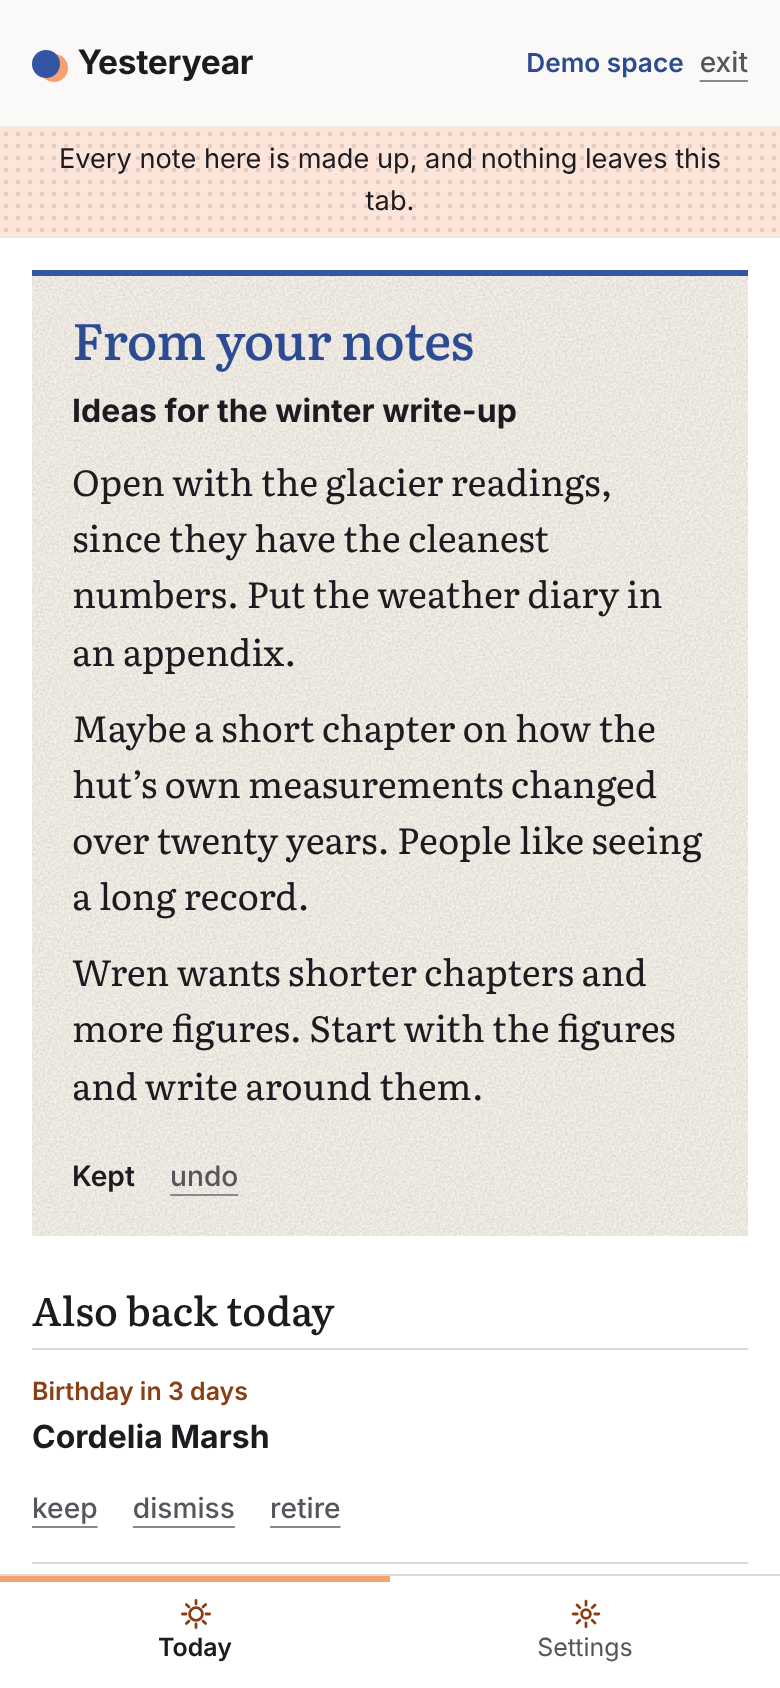 Yesteryear
Demo space exit
Every note here is made up, and nothing leaves this
tab.
From your notes
Ideas for the winter write-up
Open with the glacier readings,
since they have the cleanest
numbers. Put the weather diary in
an appendix.
Maybe a short chapter on how the
hut’s own measurements changed
over twenty years. People like seeing
a long record.
Wren wants shorter chapters and
more figures. Start with the figures
and write around them.
Kept undo
Also back today
Birthday in 3 days
Cordelia Marsh
keep dismiss retire
Today Settings